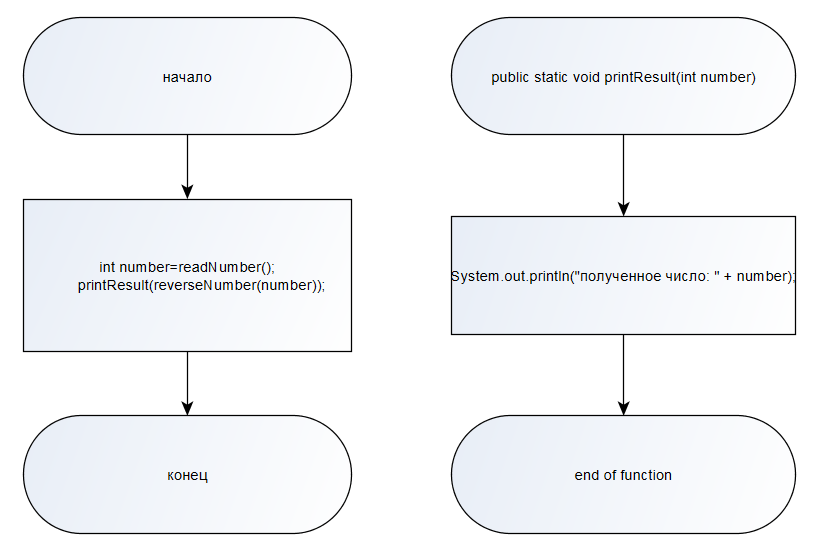 начало
int number=readNumber();
printResult(reverseNumber(number));
конец
public static void printResult(int number)
System.out.println("полученное число: " + number);
end of function